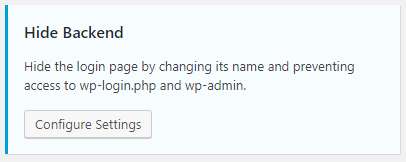 Hide Backend
Hide the login page by changing its name and preventing
access to wp-login.php and wp-admin.
Configure Settings